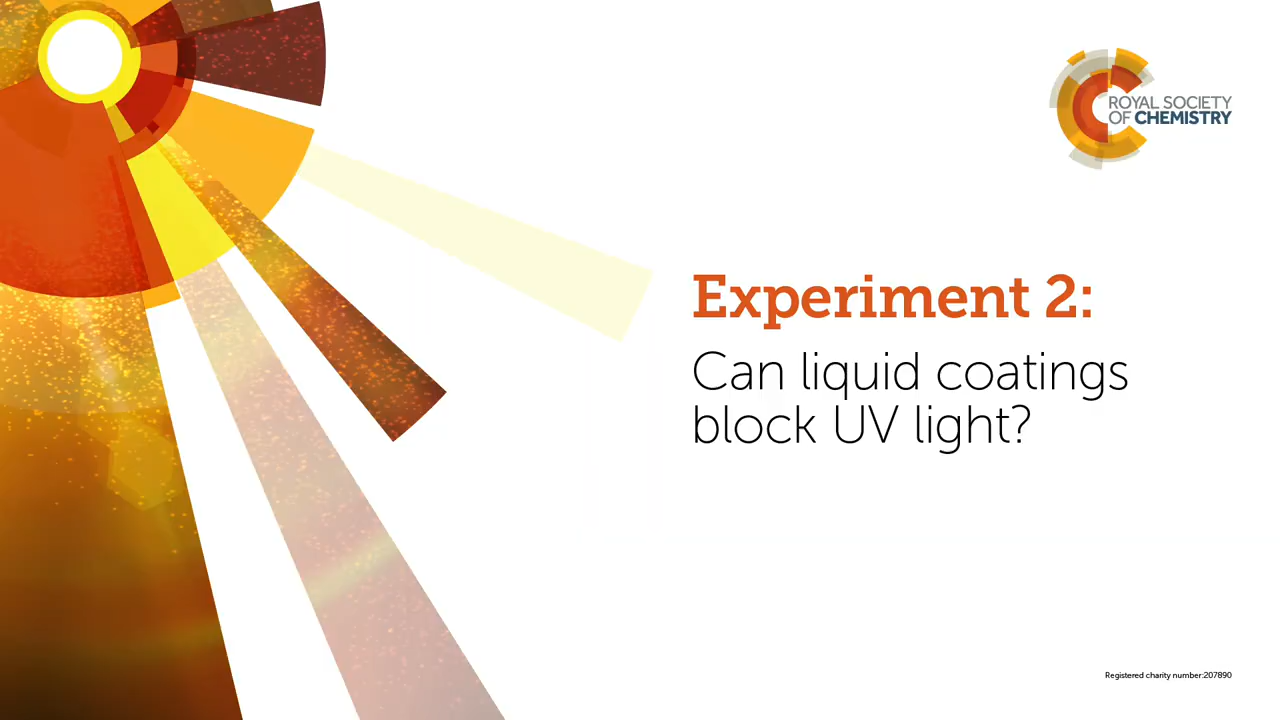 ROYAL SOCIETY
OF CHEMISTRY
Experiment 2:
Can liquid coatings
block UV light?
Registered charity number:207890